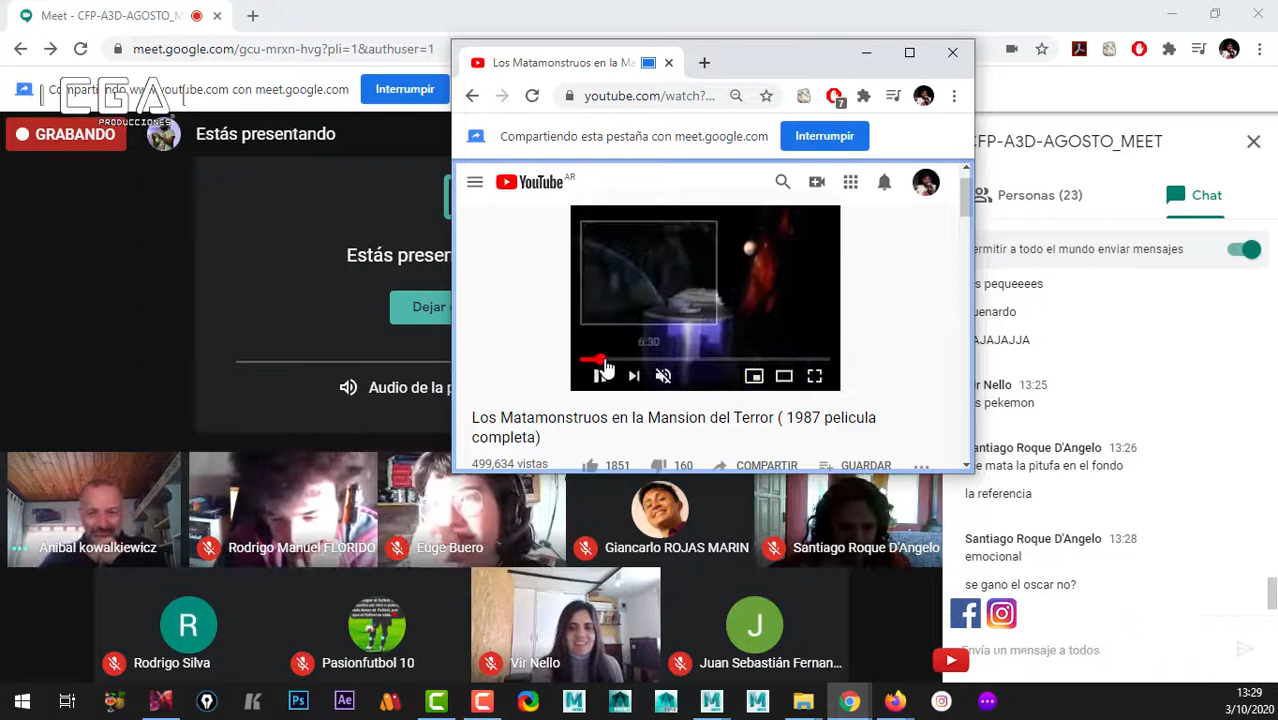 Meet - CFP-A3D-AGOSTO_M
meet.google.com/gcu-mrxn-hvg?pli=1&authuser=1
CGA
PRODUCCIONES
youtube.com con meet.google.com
Interrumpir
GRABANDO
Estás presentando
Dejar
Audio de la p
Los Matamonstruos en la Ma
youtube.com/watch?...
7
Compartiendo esta pestaña con meet.google.com
Interrumpir
YouTube AR
6:30
Los Matamonstruos en la Mansion del Terror ( 1987 pelicula
completa)
499,634 vistas
1851
160
COMPARTIR
GUARDAR
CFP-A3D-AGOSTO_MEET
Personas (23)
Chat
ermitir a todo el mundo enviar mensajes
pequeeees
uenardo
AJAJAJJA
Nello 13:25
pekemon
Santiago Roque D'Angelo 13:26
e mata la pitufa en el fondo
la referencia
Santiago Roque D'Angelo 13:28
emocional
se gano el oscar no?
Envía un mensaje a todos
Anibal kowalkiewicz
Rodrigo Manuel FLORIDO
Euge Buero
Giancarlo ROJAS MARIN
Santiago Roque D'Angelo
R
Rodrigo Silva
Pasionfutbol 10
Vir Nello
J
Juan Sebastián Fernan...
Ps
Ae
13:29
3/10/2020